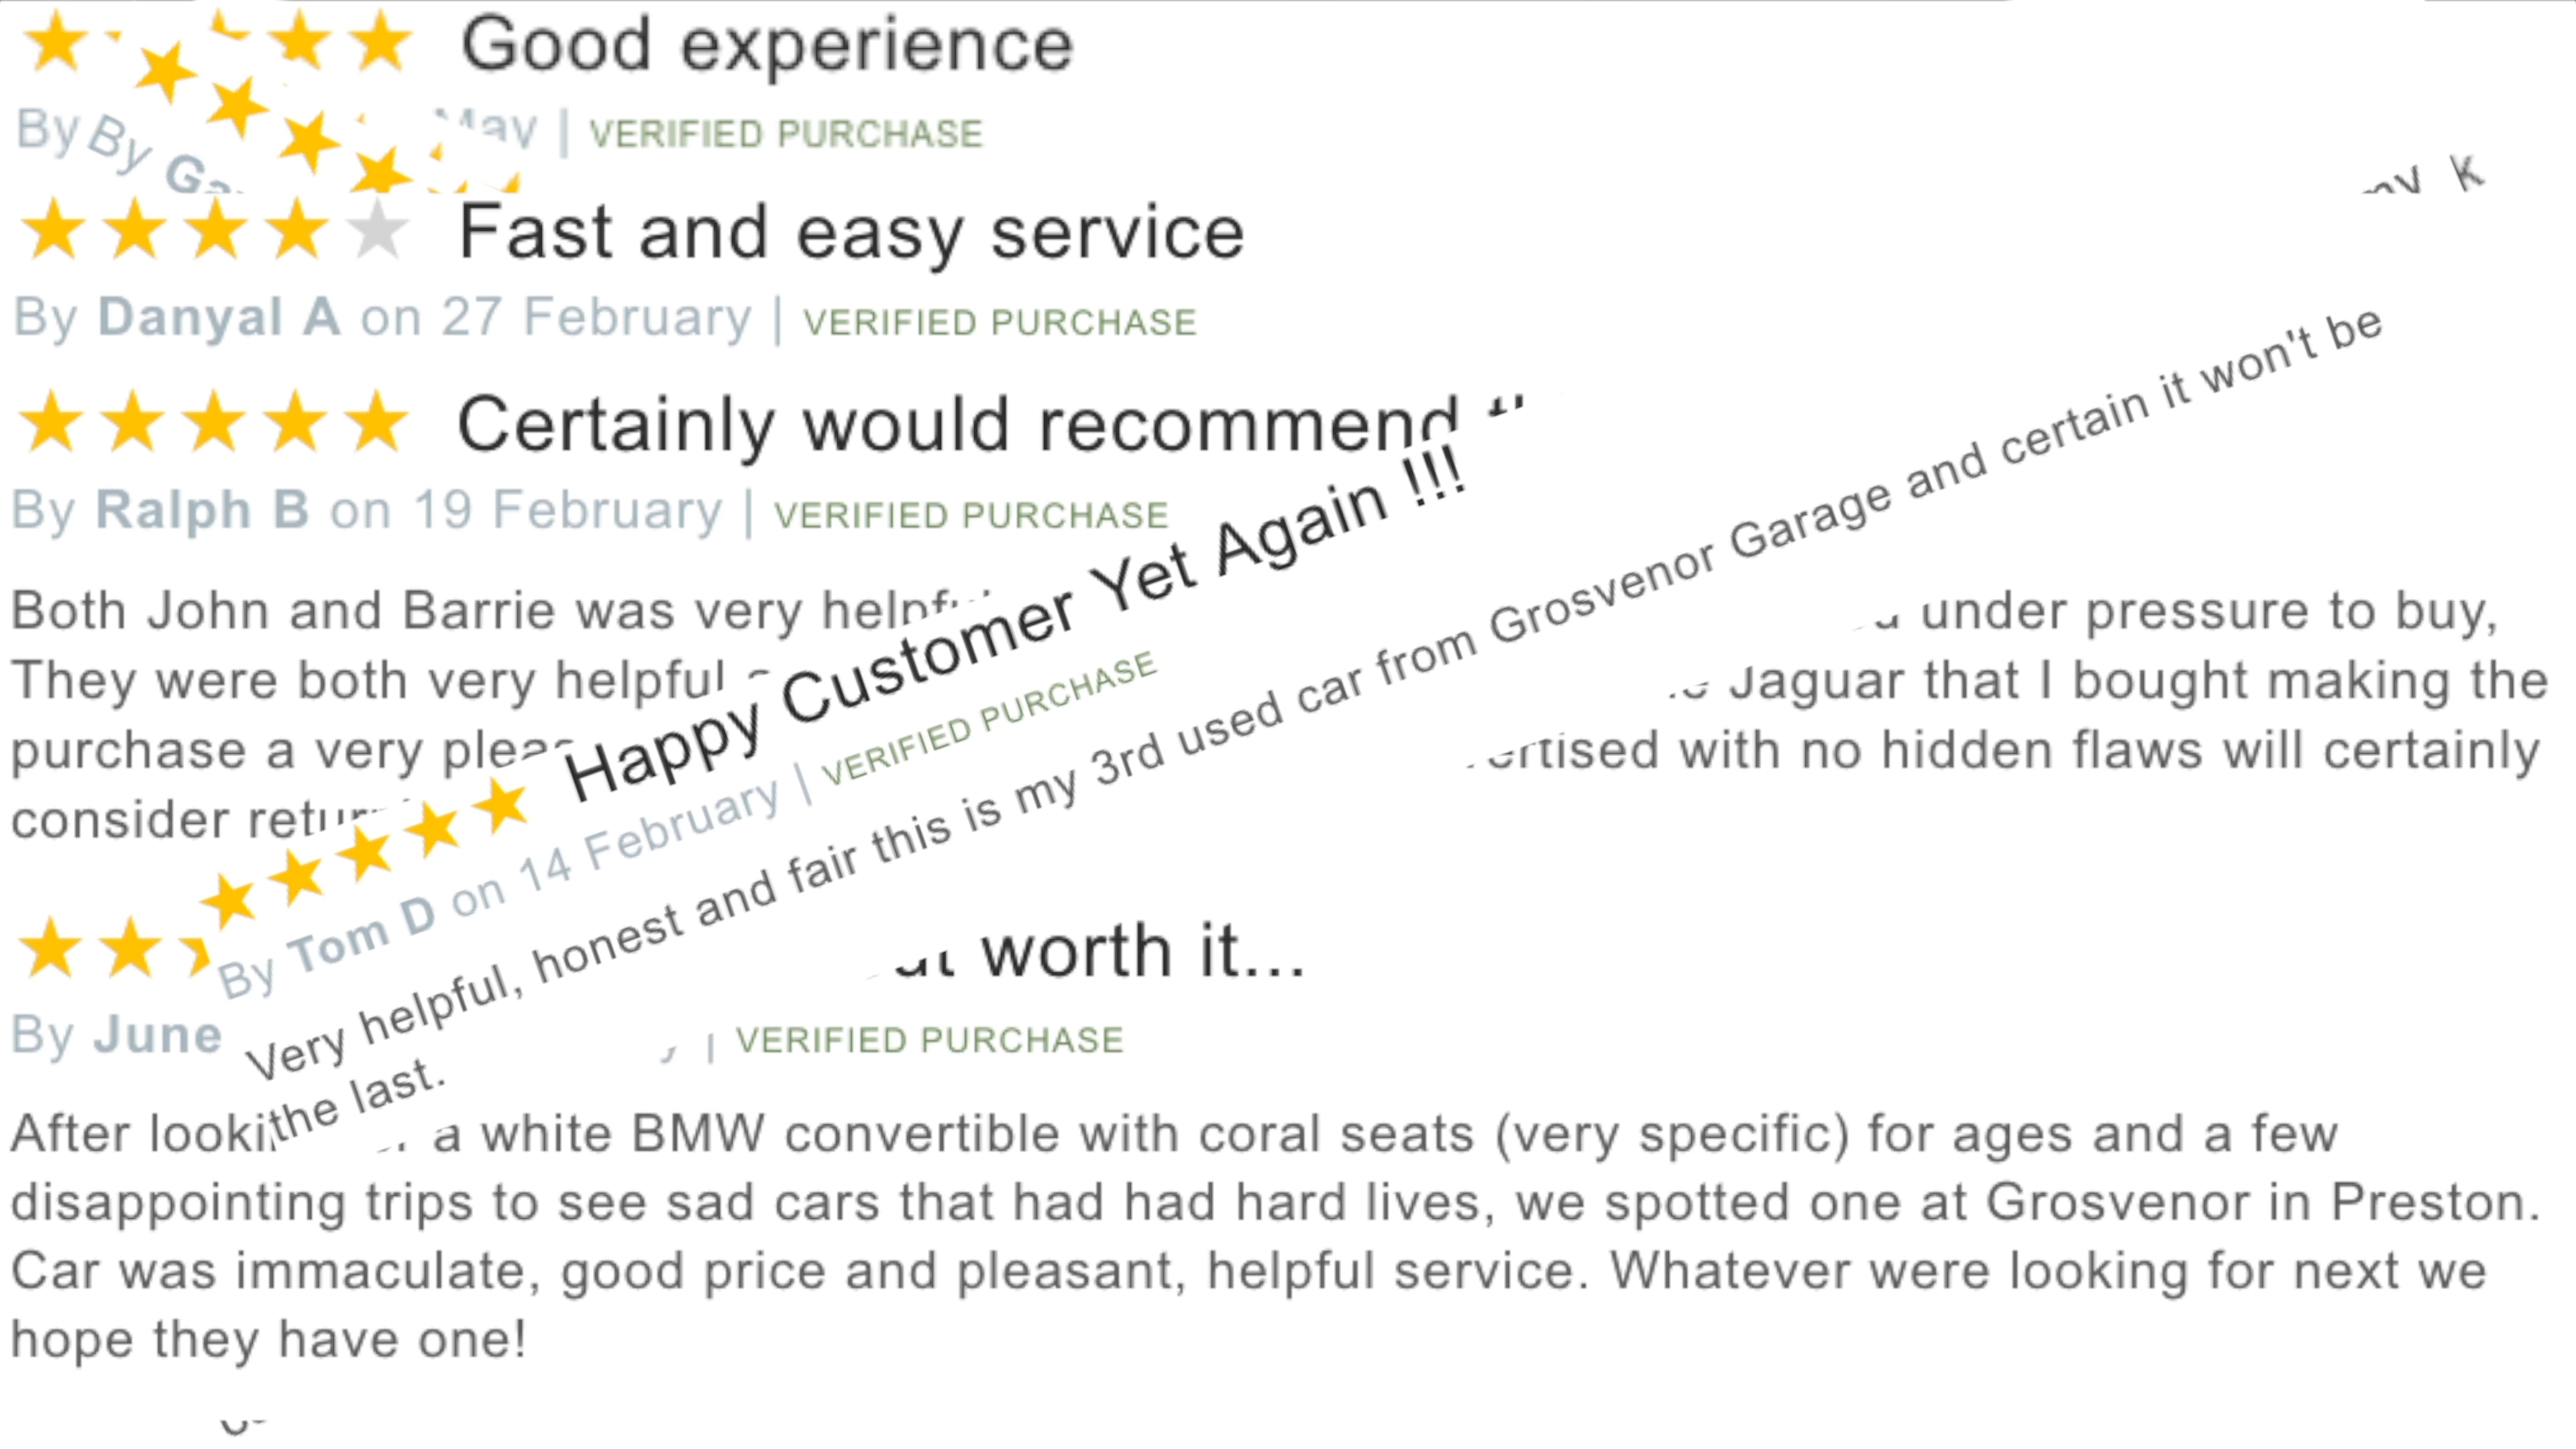 Good experience
By
By
| VERIFIED PURCHASE
Fast and easy service
By Danyal A on 27 February | VERIFIED PURCHASE
Certainly would recommend
By Ralph B on 19 February | VERIFIED PURCHASE
Both John and Barrie was very
under pressure to buy,
They were both very helpful
Jaguar that I bought making the
purchase a very
with no hidden flaws will certainly
consider
Happy Customer Yet Again !!!
By Tom D on 14 February | VERIFIED PURCHASE
Very helpful, honest and fair this is my 3rd used car from Grosvenor Garage and certain it won't be
the last.
worth it...
By June
| VERIFIED PURCHASE
After
a white BMW convertible with coral seats (very specific) for ages and a few
disappointing trips to see sad cars that had had hard lives, we spotted one at Grosvenor in Preston.
Car was immaculate, good price and pleasant, helpful service. Whatever were looking for next we
hope they have one!